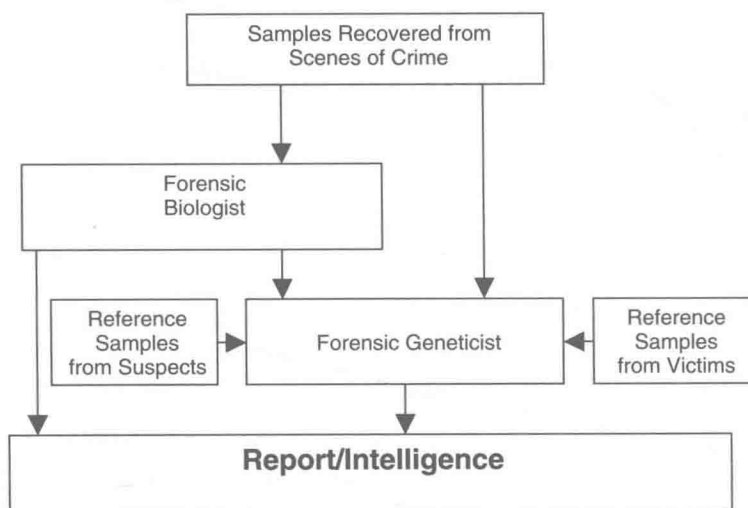 Samples Recovered from
Scenes of Crime
Forensic
Biologist
Reference
Samples
from Suspects
Forensic Geneticist
Reference
Samples
from Victims
Report/Intelligence